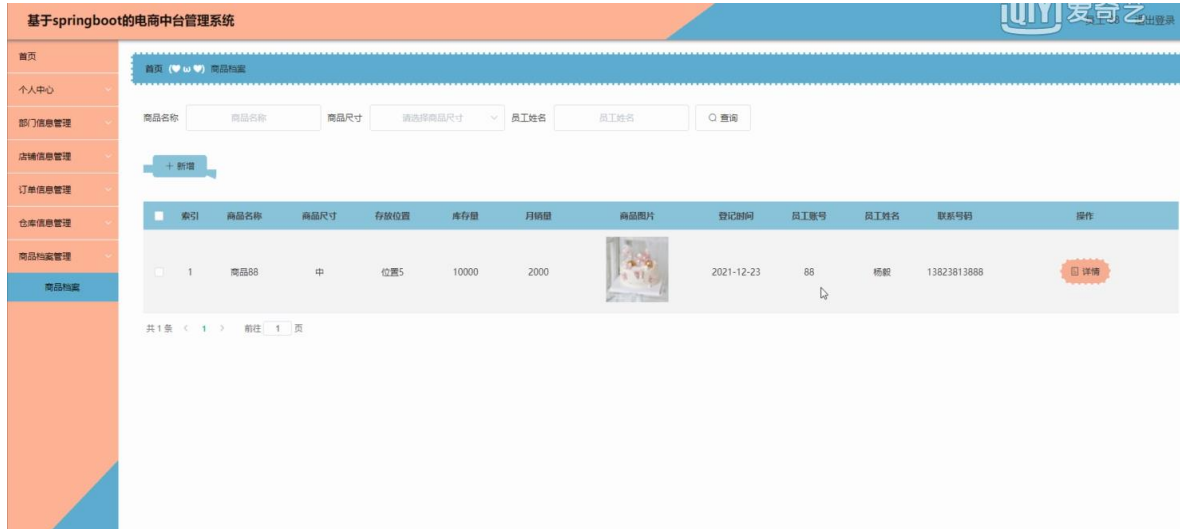 基于springboot的电商中台管理系统
iQIYI 爱奇艺
退出登录
首页
个人中心
部门信息管理
店铺信息管理
订单信息管理
仓库信息管理
商品档案管理
商品档案
首页 (♥ω♥) 商品档案
商品名称 商品名称 商品尺寸 请选择商品尺寸 员工姓名 员工姓名 查询
+ 新增
索引 商品名称 商品尺寸 存放位置 库存量 月销量 商品图片 登记时间 员工账号 员工姓名 联系号码 操作
1 商品88 中 位置5 10000 2000 2021-12-23 88 杨毅 13823813888 详情
共 1 条 < 1 > 前往 1 页